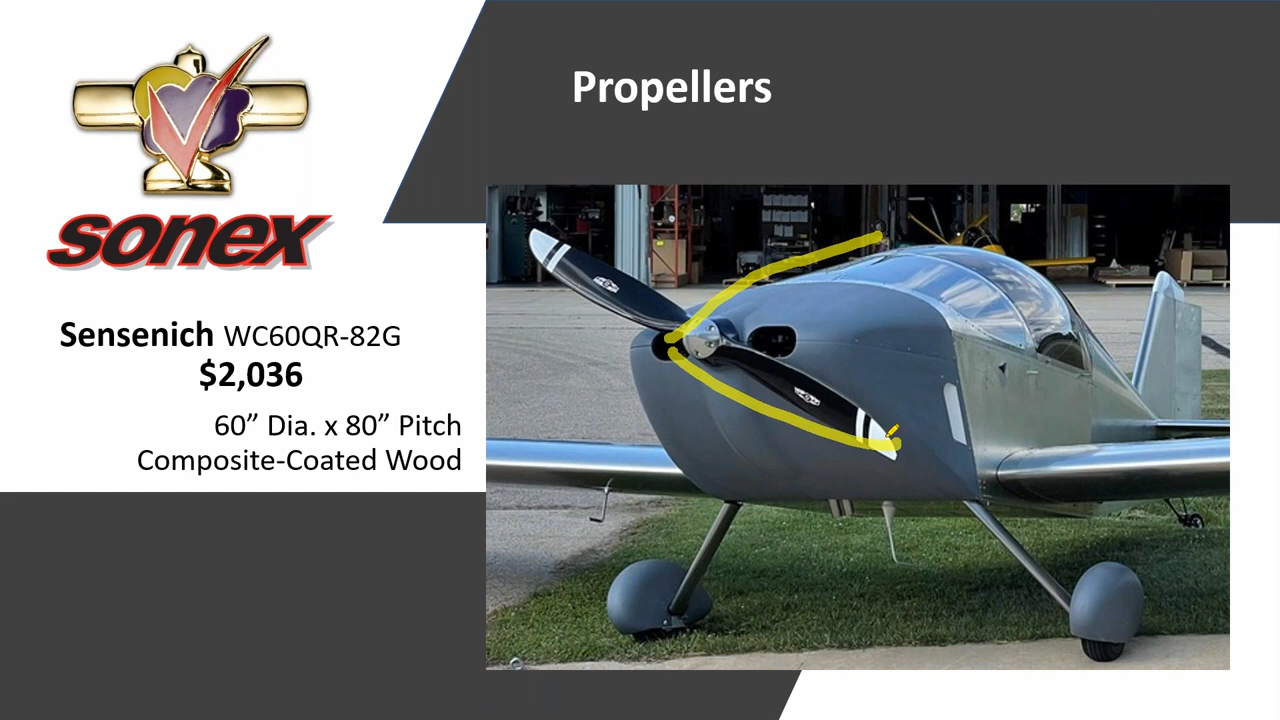 Propellers
sonex
Sensenich WC60QR-82G
$2,036
60” Dia. x 80” Pitch
Composite-Coated Wood